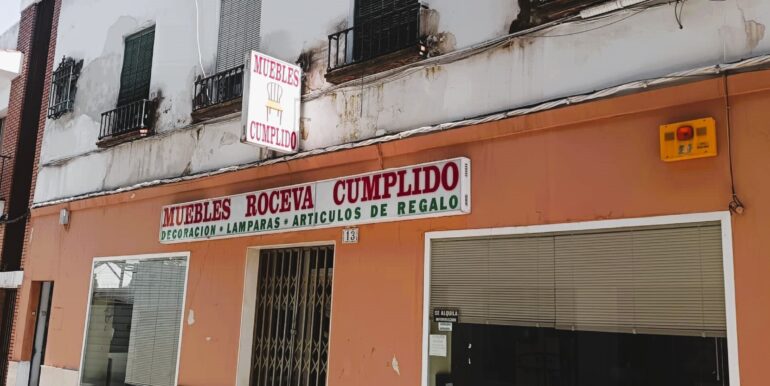 MUEBLES
CUMPLIDO
MUEBLES ROCEVA CUMPLIDO
DECORACION • LAMPARAS • ARTICULOS DE REGALO
13
SE ALQUILA